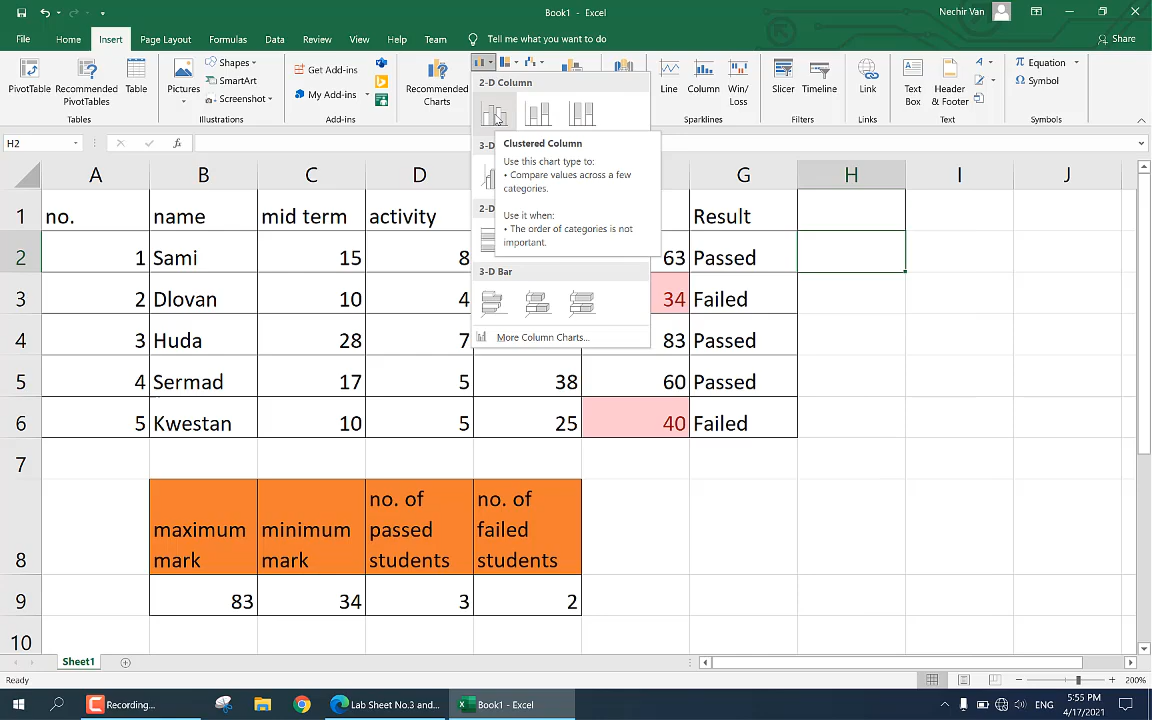 Book1 - Excel
Nechir Van
File Home Insert Page Layout Formulas Data Review View Help Team Tell me what you want to do Share
PivotTable Recommended PivotTables Table
Tables
Pictures Shapes SmartArt Screenshot
Illustrations
Get Add-ins
My Add-ins
Add-ins
Recommended Charts
Line Column Win/Loss
Sparklines
Slicer Timeline
Filters
Link
Links
Text Box Header & Footer
Text
Equation
Symbol
Symbols
2-D Column
3-D
2-D
Clustered Column
Use this chart type to:
• Compare values across a few
categories.
Use it when:
• The order of categories is not
important.
3-D Bar
More Column Charts...
H2
A B C D G H I J
1 no. name mid term activity Result
2 1 Sami 15 8 63 Passed
3 2 Dlovan 10 4 34 Failed
4 3 Huda 28 7 83 Passed
5 4 Sermad 17 5 38 60 Passed
6 5 Kwestan 10 5 25 40 Failed
7
8 maximum mark minimum mark no. of passed students no. of failed students
9 83 34 3 2
10
Sheet1
Ready
200%
Recording... Lab Sheet No.3 and... Book1 - Excel
ENG
5:55 PM
4/17/2021